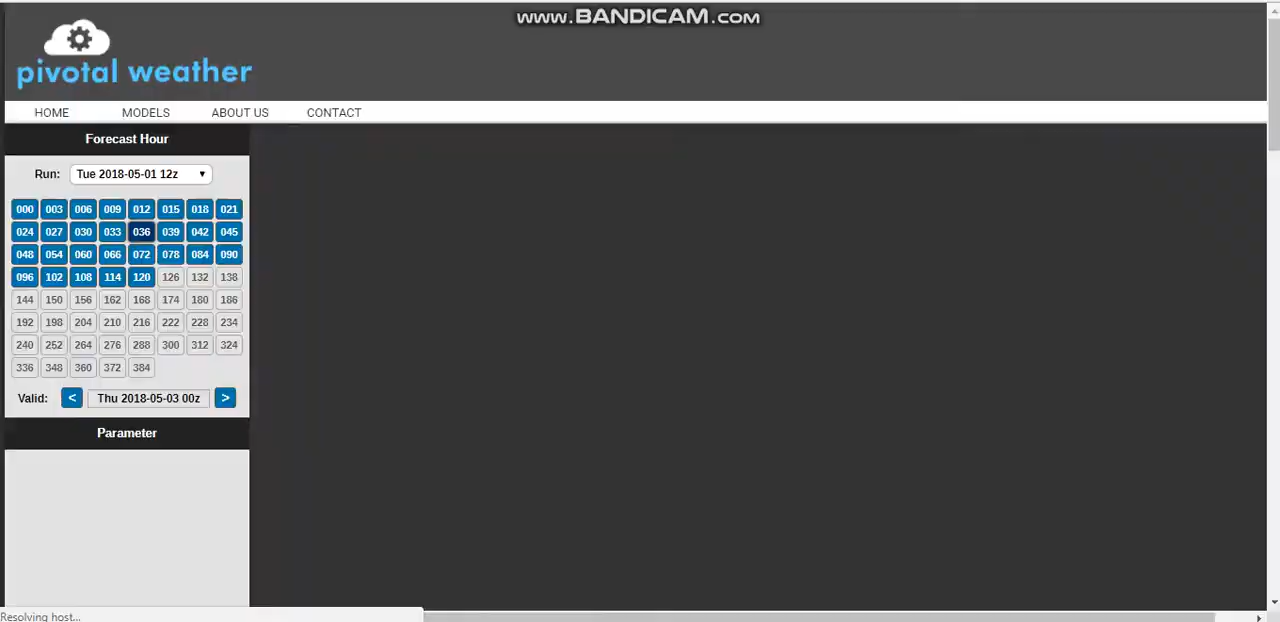 www.BANDICAM.com
pivotal weather
HOME MODELS ABOUT US CONTACT
Forecast Hour
Run: Tue 2018-05-01 12z ▼
000 003 006 009 012 015 018 021
024 027 030 033 036 039 042 045
048 054 060 066 072 078 084 090
096 102 108 114 120 126 132 138
144 150 156 162 168 174 180 186
192 198 204 210 216 222 228 234
240 252 264 276 288 300 312 324
336 348 360 372 384
Valid: < Thu 2018-05-03 00z >
Parameter
Resolving host...